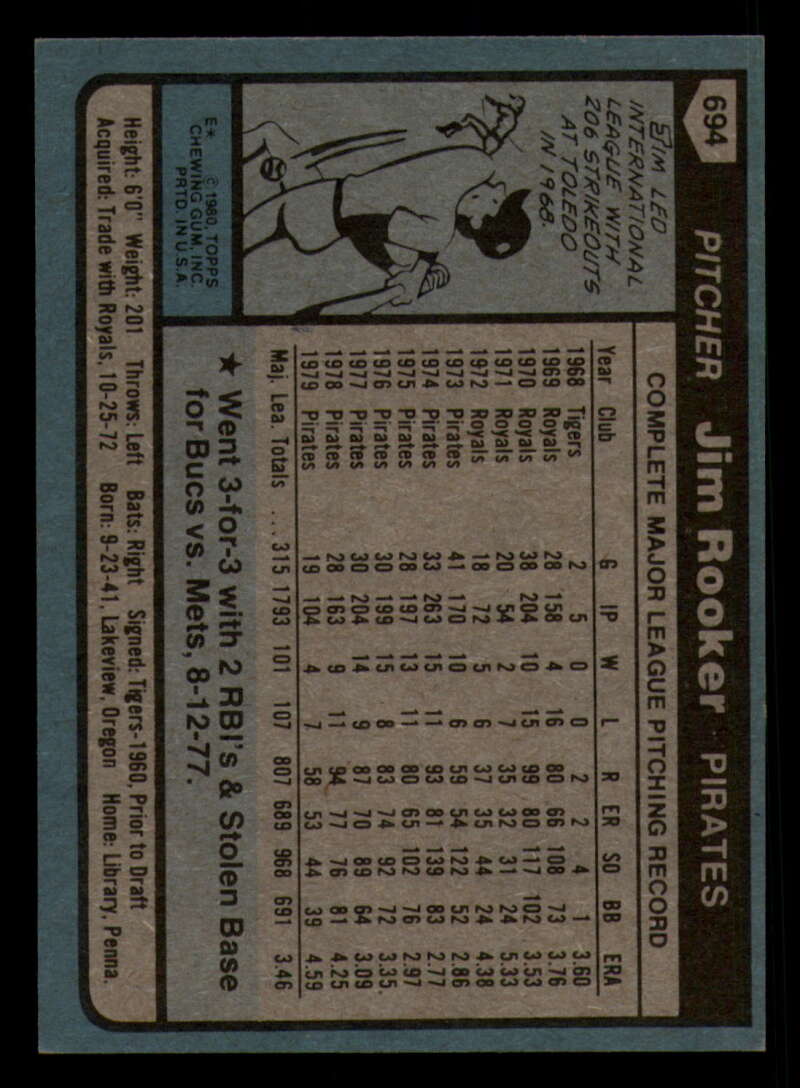 694
PITCHER Jim Rooker · PIRATES
JIM LED
INTERNATIONAL
LEAGUE WITH
206 STRIKEOUTS
AT TOLEDO
IN 1968.
E* © 1980, TOPPS
CHEWING GUM, INC.
PRTD. IN U.S.A.
COMPLETE MAJOR LEAGUE PITCHING RECORD
Year Club G IP W L R ER SO BB ERA
1968 Tigers 2 5 0 0 2 2 4 1 3.60
1969 Royals 28 158 4 16 80 66 108 73 3.76
1970 Royals 38 204 10 15 99 80 117 102 3.53
1971 Royals 20 54 2 7 35 32 31 24 5.33
1972 Royals 18 72 5 6 37 35 44 24 4.38
1973 Pirates 41 170 10 6 59 54 122 52 2.86
1974 Pirates 33 263 15 11 93 81 139 83 2.77
1975 Pirates 28 197 13 11 80 65 102 76 2.97
1976 Pirates 30 199 15 8 83 74 92 72 3.35
1977 Pirates 30 204 14 9 87 70 89 64 3.09
1978 Pirates 28 163 9 11 94 77 76 81 4.25
1979 Pirates 19 104 4 7 58 53 44 39 4.59
Maj. Lea. Totals ... 315 1793 101 107 807 689 968 691 3.46
★ Went 3-for-3 with 2 RBI's & Stolen Base
for Bucs vs. Mets, 8-12-77.
Height: 6'0" Weight: 201 Throws: Left Bats: Right Signed: Tigers-1960, Prior to Draft
Acquired: Trade with Royals, 10-25-72 Born: 9-23-41, Lakeview, Oregon Home: Library, Penna.